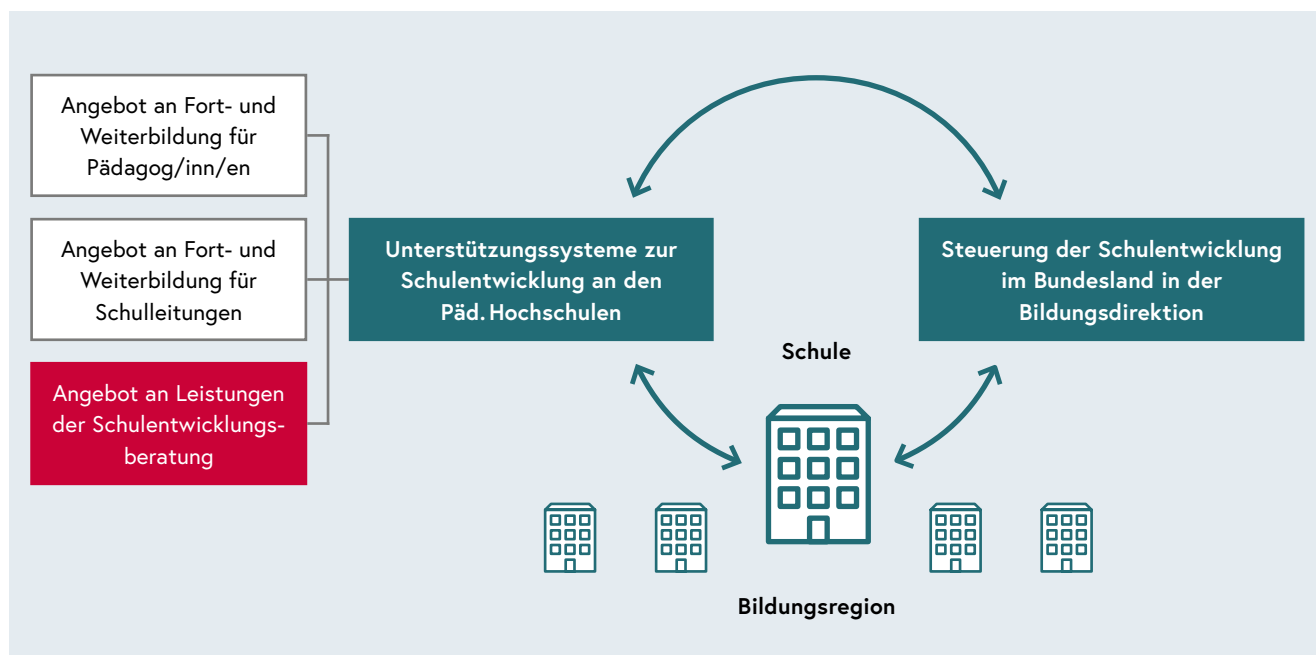 Angebot an Fort- und
Weiterbildung für
Pädagog/inn/en
Angebot an Fort- und
Weiterbildung für
Schulleitungen
Angebot an Leistungen
der Schulentwicklungs-
beratung
Unterstützungssysteme zur
Schulentwicklung an den
Päd. Hochschulen
Steuerung der Schulentwicklung
im Bundesland in der
Bildungsdirektion
Schule
Bildungsregion